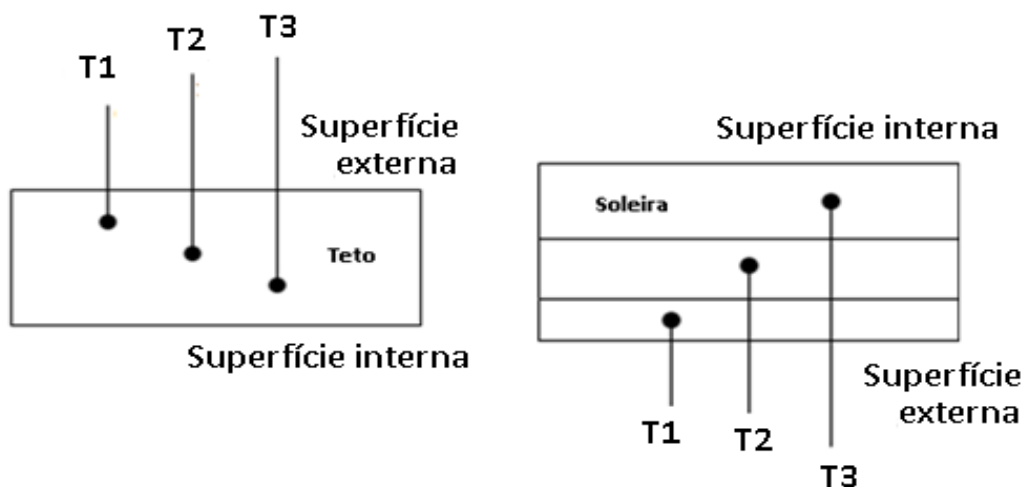 T1
T2
T3
Superfície
externa
Teto
Superfície interna
Superfície interna
Soleira
Superfície
externa
T1
T2
T3